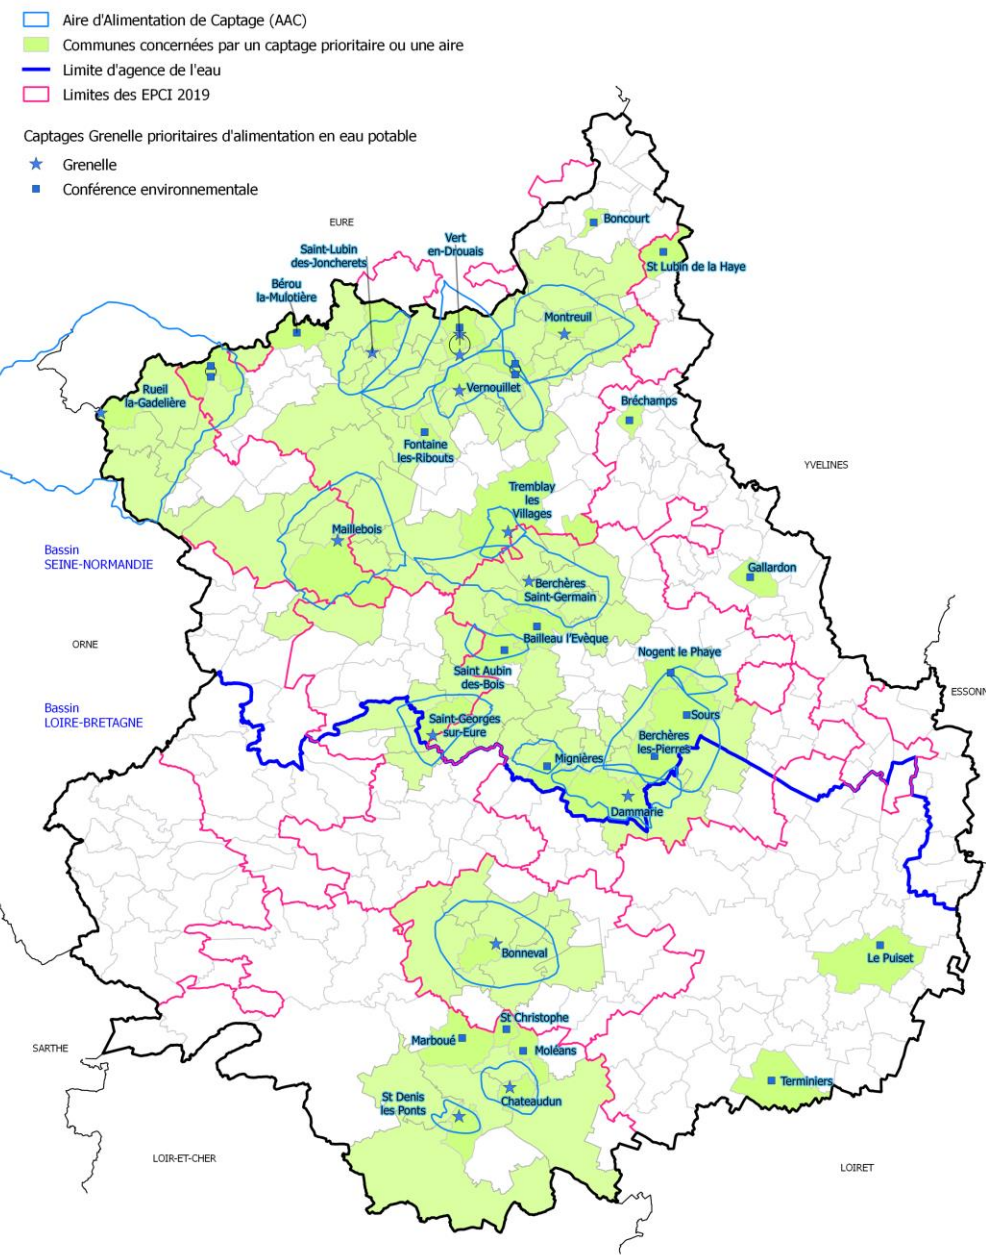 Aire d'Alimentation de Captage (AAC)
Communes concernées par un captage prioritaire ou une aire
Limite d'agence de l'eau
Limites des EPCI 2019
Captages Grenelle prioritaires d'alimentation en eau potable
Grenelle
Conférence environnementale
EURE
Boncourt
Saint-Lubin
des-Joncherets
Vert
en-Drouais
St Lubin de la Haye
Bérou
la-Mulotière
Montreuil
Rueil
la-Gadelière
Vernouillet
Bréchamps
Fontaine
les-Ribouts
YVELINES
Tremblay
les
Villages
Maillebois
Bassin
SEINE-NORMANDIE
Gallardon
Berchères
Saint-Germain
Bailleau l'Evèque
ORNE
Nogent le Phaye
Saint Aubin
des-Bois
ESSONN
Bassin
LOIRE-BRETAGNE
Saint-Georges
sur-Eure
Sours
Berchères
les-Pierres
Mignières
Dammarie
Bonneval
Le Puiset
St Christophe
Marboué
Moléans
SARTHE
Terminiers
St Denis
les Ponts
Chateaudun
LOIR-ET-CHER
LOIRET